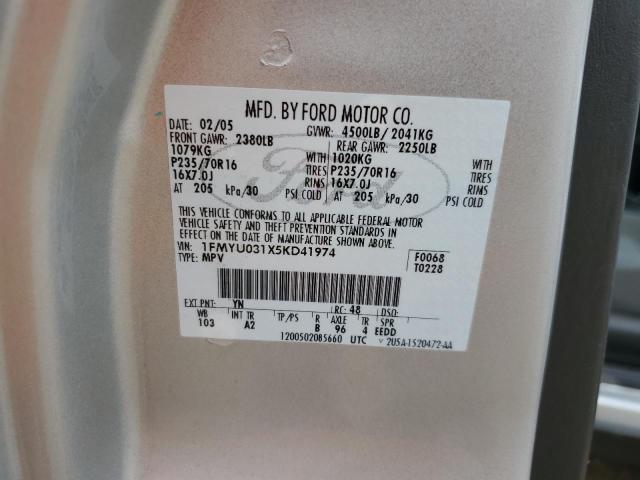 MFD. BY FORD MOTOR CO.
DATE: 02/05 GVWR: 4500LB/ 2041KG
FRONT GAWR: 2380LB REAR GAWR: 2250LB
1079KG WITH 1020KG WITH
P235/70R16 TIRES P235/70R16 TIRES
16X7.0J RIMS 16X7.0J RIMS
AT 205 kPa/30 PSI COLD AT 205 kPa/30 PSI COLD
Ford
THIS VEHICLE CONFORMS TO ALL APPLICABLE FEDERAL MOTOR
VEHICLE SAFETY AND THEFT PREVENTION STANDARDS IN
EFFECT ON THE DATE OF MANUFACTURE SHOWN ABOVE.
VIN: 1FMYU031X5KD41974 F0068
TYPE: MPV T0228
EXT PNT: YN RC: 48 DSO:
WB INT TR TP/PS R AXLE TR SPR
103 A2 B 96 4 EEDD
1200502085660 UTC ▽ 2U5A-1520472-AA